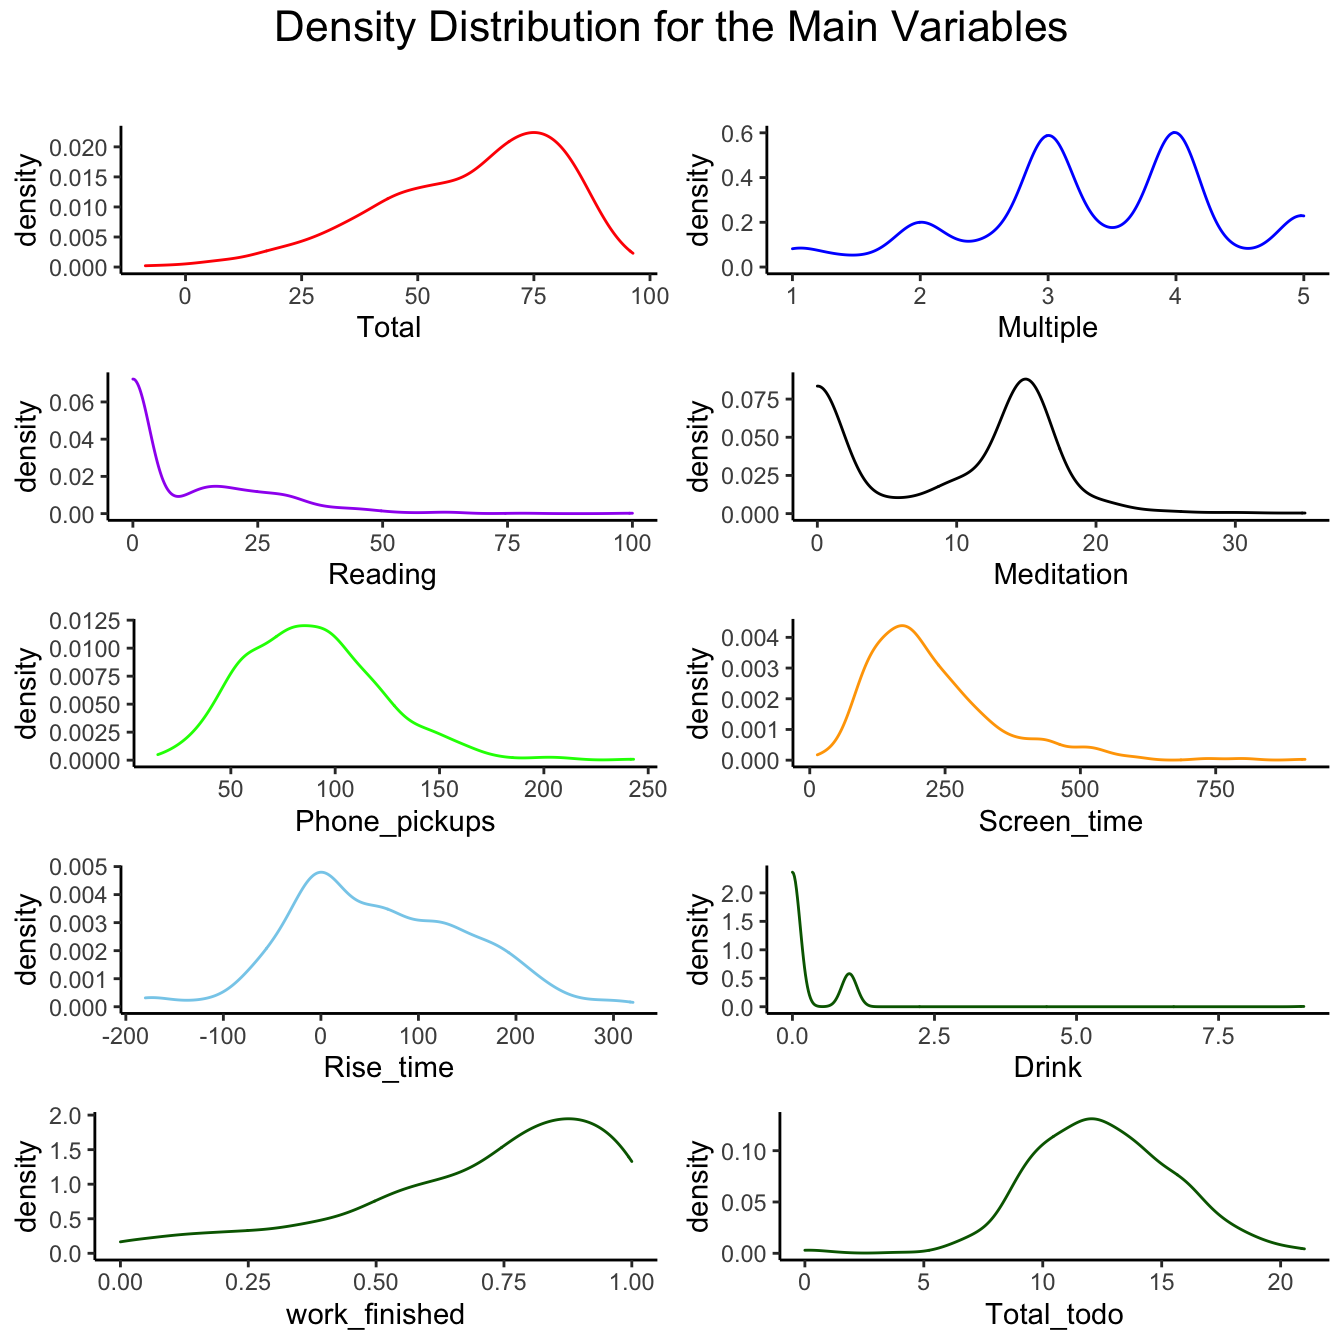 Density Distribution for the Main Variables
density
0.020
0.015
0.010
0.005
0.000
0 25 50 75 100
Total
density
0.6
0.4
0.2
0.0
1 2 3 4 5
Multiple
density
0.06
0.04
0.02
0.00
0 25 50 75 100
Reading
density
0.075
0.050
0.025
0.000
0 10 20 30
Meditation
density
0.0125
0.0100
0.0075
0.0050
0.0025
0.0000
50 100 150 200 250
Phone_pickups
density
0.004
0.003
0.002
0.001
0.000
0 250 500 750
Screen_time
density
0.005
0.004
0.003
0.002
0.001
0.000
-200 -100 0 100 200 300
Rise_time
density
2.0
1.5
1.0
0.5
0.0
0.0 2.5 5.0 7.5
Drink
density
2.0
1.5
1.0
0.5
0.0
0.00 0.25 0.50 0.75 1.00
work_finished
density
0.10
0.05
0.00
0 5 10 15 20
Total_todo